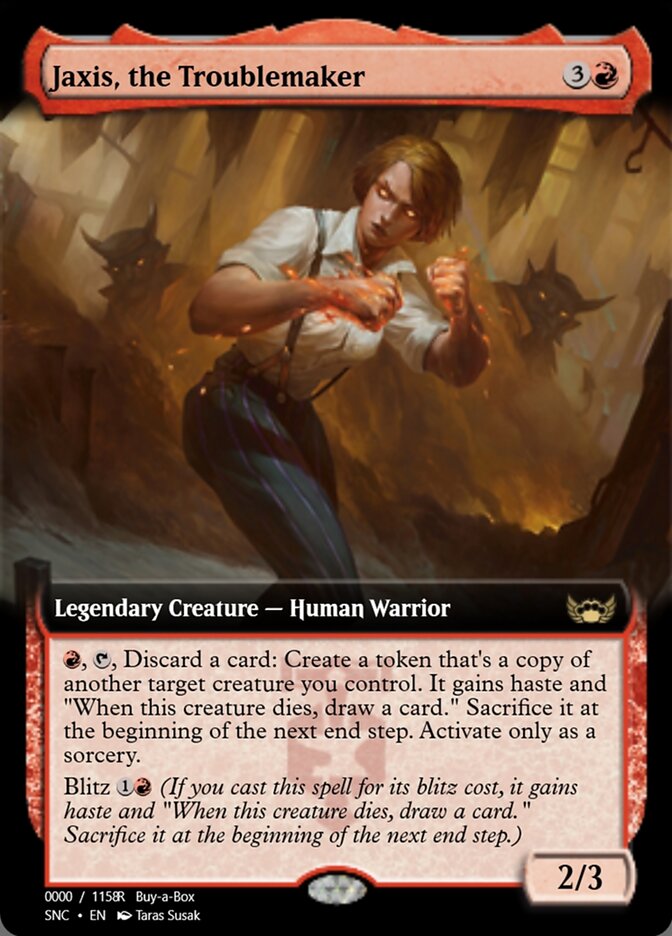 Jaxis, the Troublemaker
3
Legendary Creature — Human Warrior
, , Discard a card: Create a token that's a copy of
another target creature you control. It gains haste and
"When this creature dies, draw a card." Sacrifice it at
the beginning of the next end step. Activate only as a
sorcery.
Blitz 1 (If you cast this spell for its blitz cost, it gains
haste and "When this creature dies, draw a card."
Sacrifice it at the beginning of the next end step.)
2/3
0000 / 1158R Buy-a-Box
SNC • EN Taras Susak